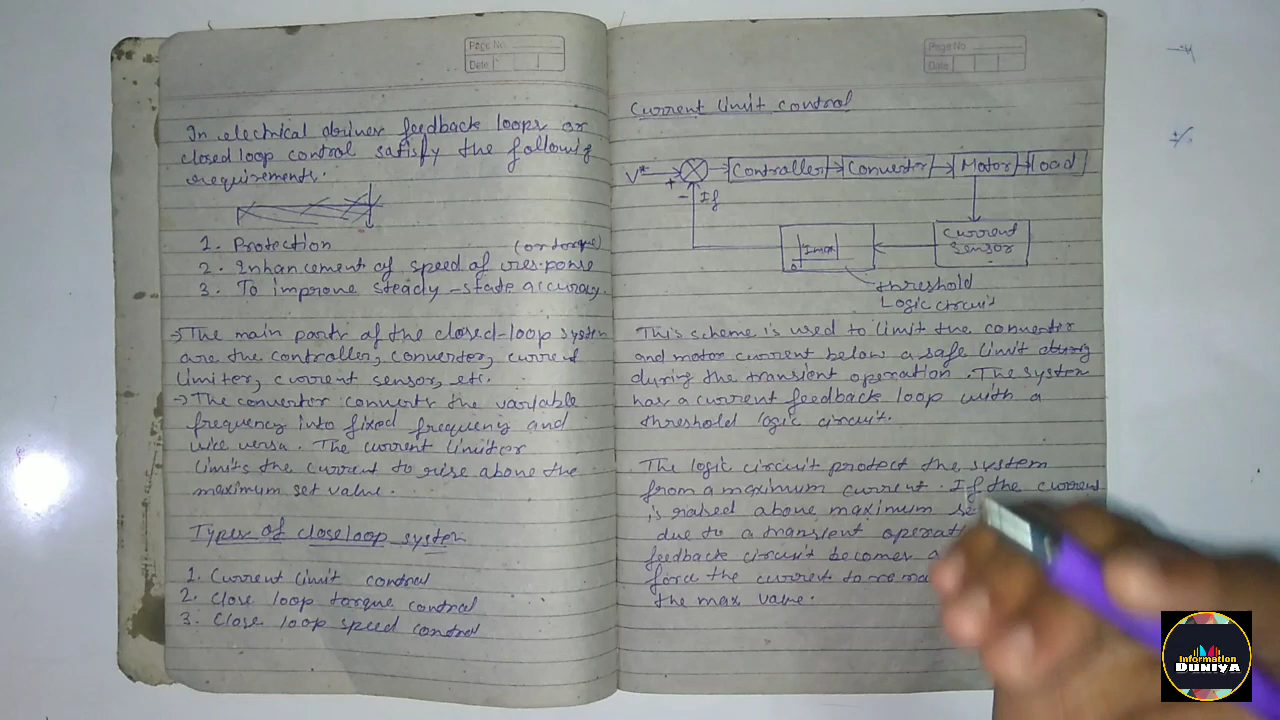 Page No.
Date
In electrical driver feedback loops or
closed loop control satisfy the following
requirements.
1. Protection
(or torque)
2. Enhancement of speed of response
3. To improve steady-state accuracy.
→ The main parts of the closed-loop system
are the controller, converter, current
limiter, current sensor, etc.
→ The convertor converts the variable
frequency into fixed frequency and
vice versa. The current limiter
limits the current to rise above the
maximum set value.
Types of closeloop system
1. Current limit control
2. Close loop torque control
3. Close loop speed control
Page No.
Date
Current limit control
V* + Controller Converter Motor Load
- If
Current
Sensor
Imax
0
threshold
Logic circuit
This scheme is used to limit the converter
and motor current below a safe limit during
during the transient operation. The system
has a current feedback loop with a
threshold logic circuit.
The logic circuit protect the system
from a maximum current. If the current
is raised above maximum
due to a transient
feedback circuit becomes
force the current to
the max value.
Information
DUNIYA